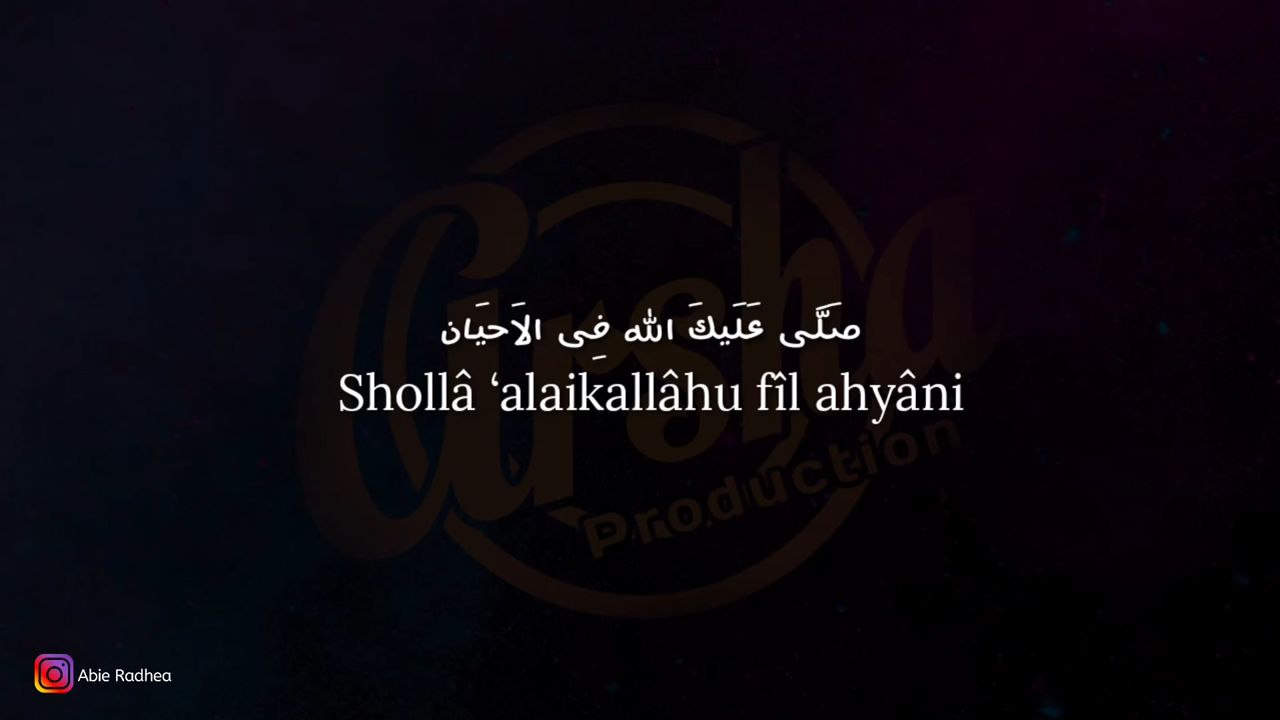 صَلَّى عَلَيكَ الله فِى الاَحيَان
Shollâ ‘alaikallâhu fîl ahyâni
Arsha
Production
Abie Radhea